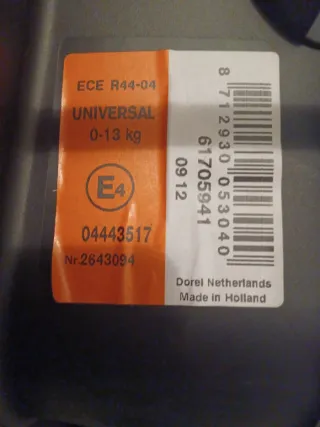 ECE R44-04
UNIVERSAL
0-13 kg
E4
04443517
Nr.2643094
8 712930 053040
61705941
09 12
Dorel Netherlands
Made in Holland